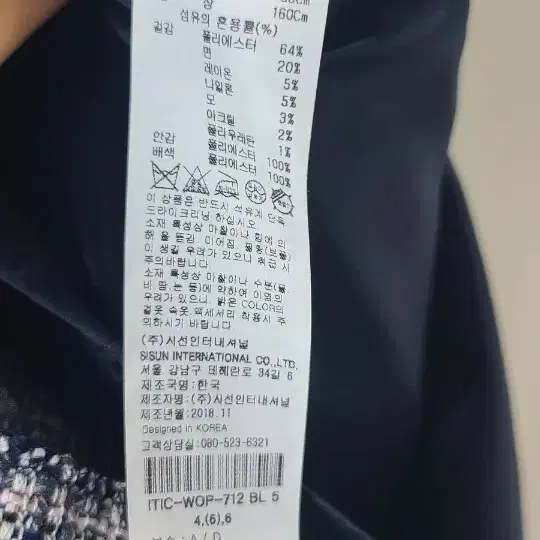 160Cm
섬유의 혼용률(%)
겉감 폴리에스터 64%
면 20%
레이온 5%
나일론 5%
모 3%
아크릴 2%
폴라우레탄 1%
안감 폴리에스터 100%
배색 폴리에스터 100%
이 상품은 반드시 석유계 단독
드라이크리닝 하십시오.
소재 특성상 마찰이나 힘에 의
해 올 뜯김, 미어짐, 필링(보풀)
이 생길 우려가 있으니 취급 시
주의바랍니다.
소재 특성상 마찰이나 수분(물,
비,땀,눈 등)에 약하여 이염의
우려가 있으니, 밝은 COLOR의
겉옷,속옷,액세서리 착용시 주
의하시기 바랍니다.
(주)시선인터내셔널
SISUN INTERNATIONAL CO.,LTD.
서울 강남구 테헤란로 34길 6
제조국명:한국
제조자명:(주)시선인터내셔널
제조년월:2018.11
Designed in KOREA
고객상담실:080-523-6321
ITIC-WOP-712 BL 5
4,(5),6